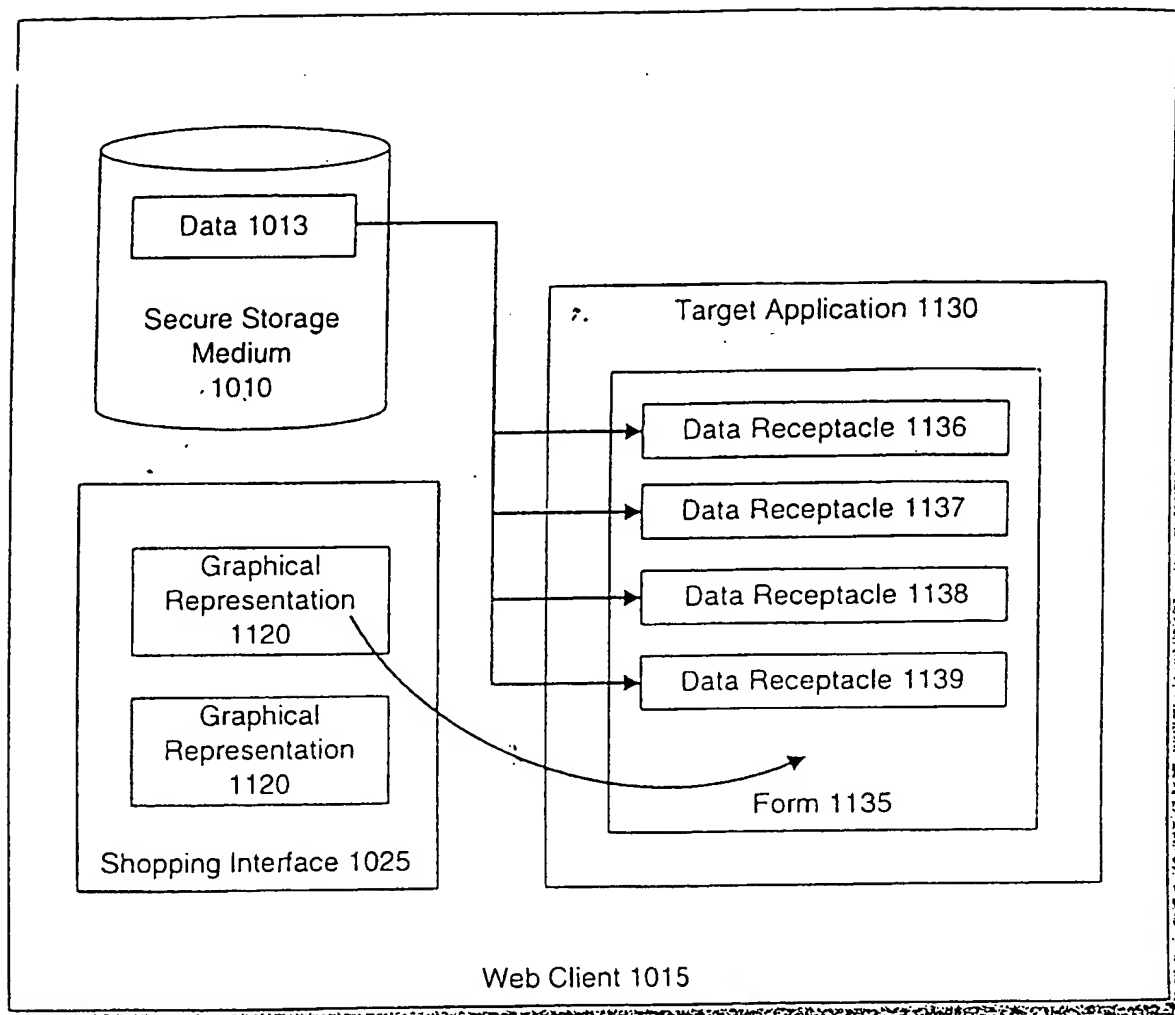 Data 1013
Secure Storage
Medium
1010
Target Application 1130
Data Receptacle 1136
Data Receptacle 1137
Data Receptacle 1138
Data Receptacle 1139
Form 1135
Graphical
Representation
1120
Graphical
Representation
1120
Shopping Interface 1025
Web Client 1015